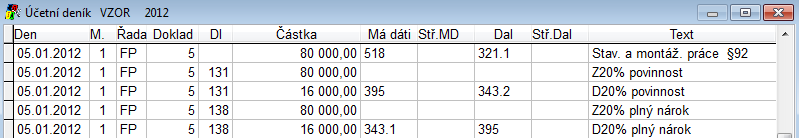 Účetní deník VZOR 2012
Den M. Řada Doklad DI Částka Má dáti Stř.MD Dal Stř.Dal Text
05.01.2012 1 FP 5 80 000,00 518 321.1 Stav. a montáž. práce §92
05.01.2012 1 FP 5 131 80 000,00 Z20% povinnost
05.01.2012 1 FP 5 131 16 000,00 395 343.2 D20% povinnost
05.01.2012 1 FP 5 138 80 000,00 Z20% plný nárok
05.01.2012 1 FP 5 138 16 000,00 343.1 395 D20% plný nárok